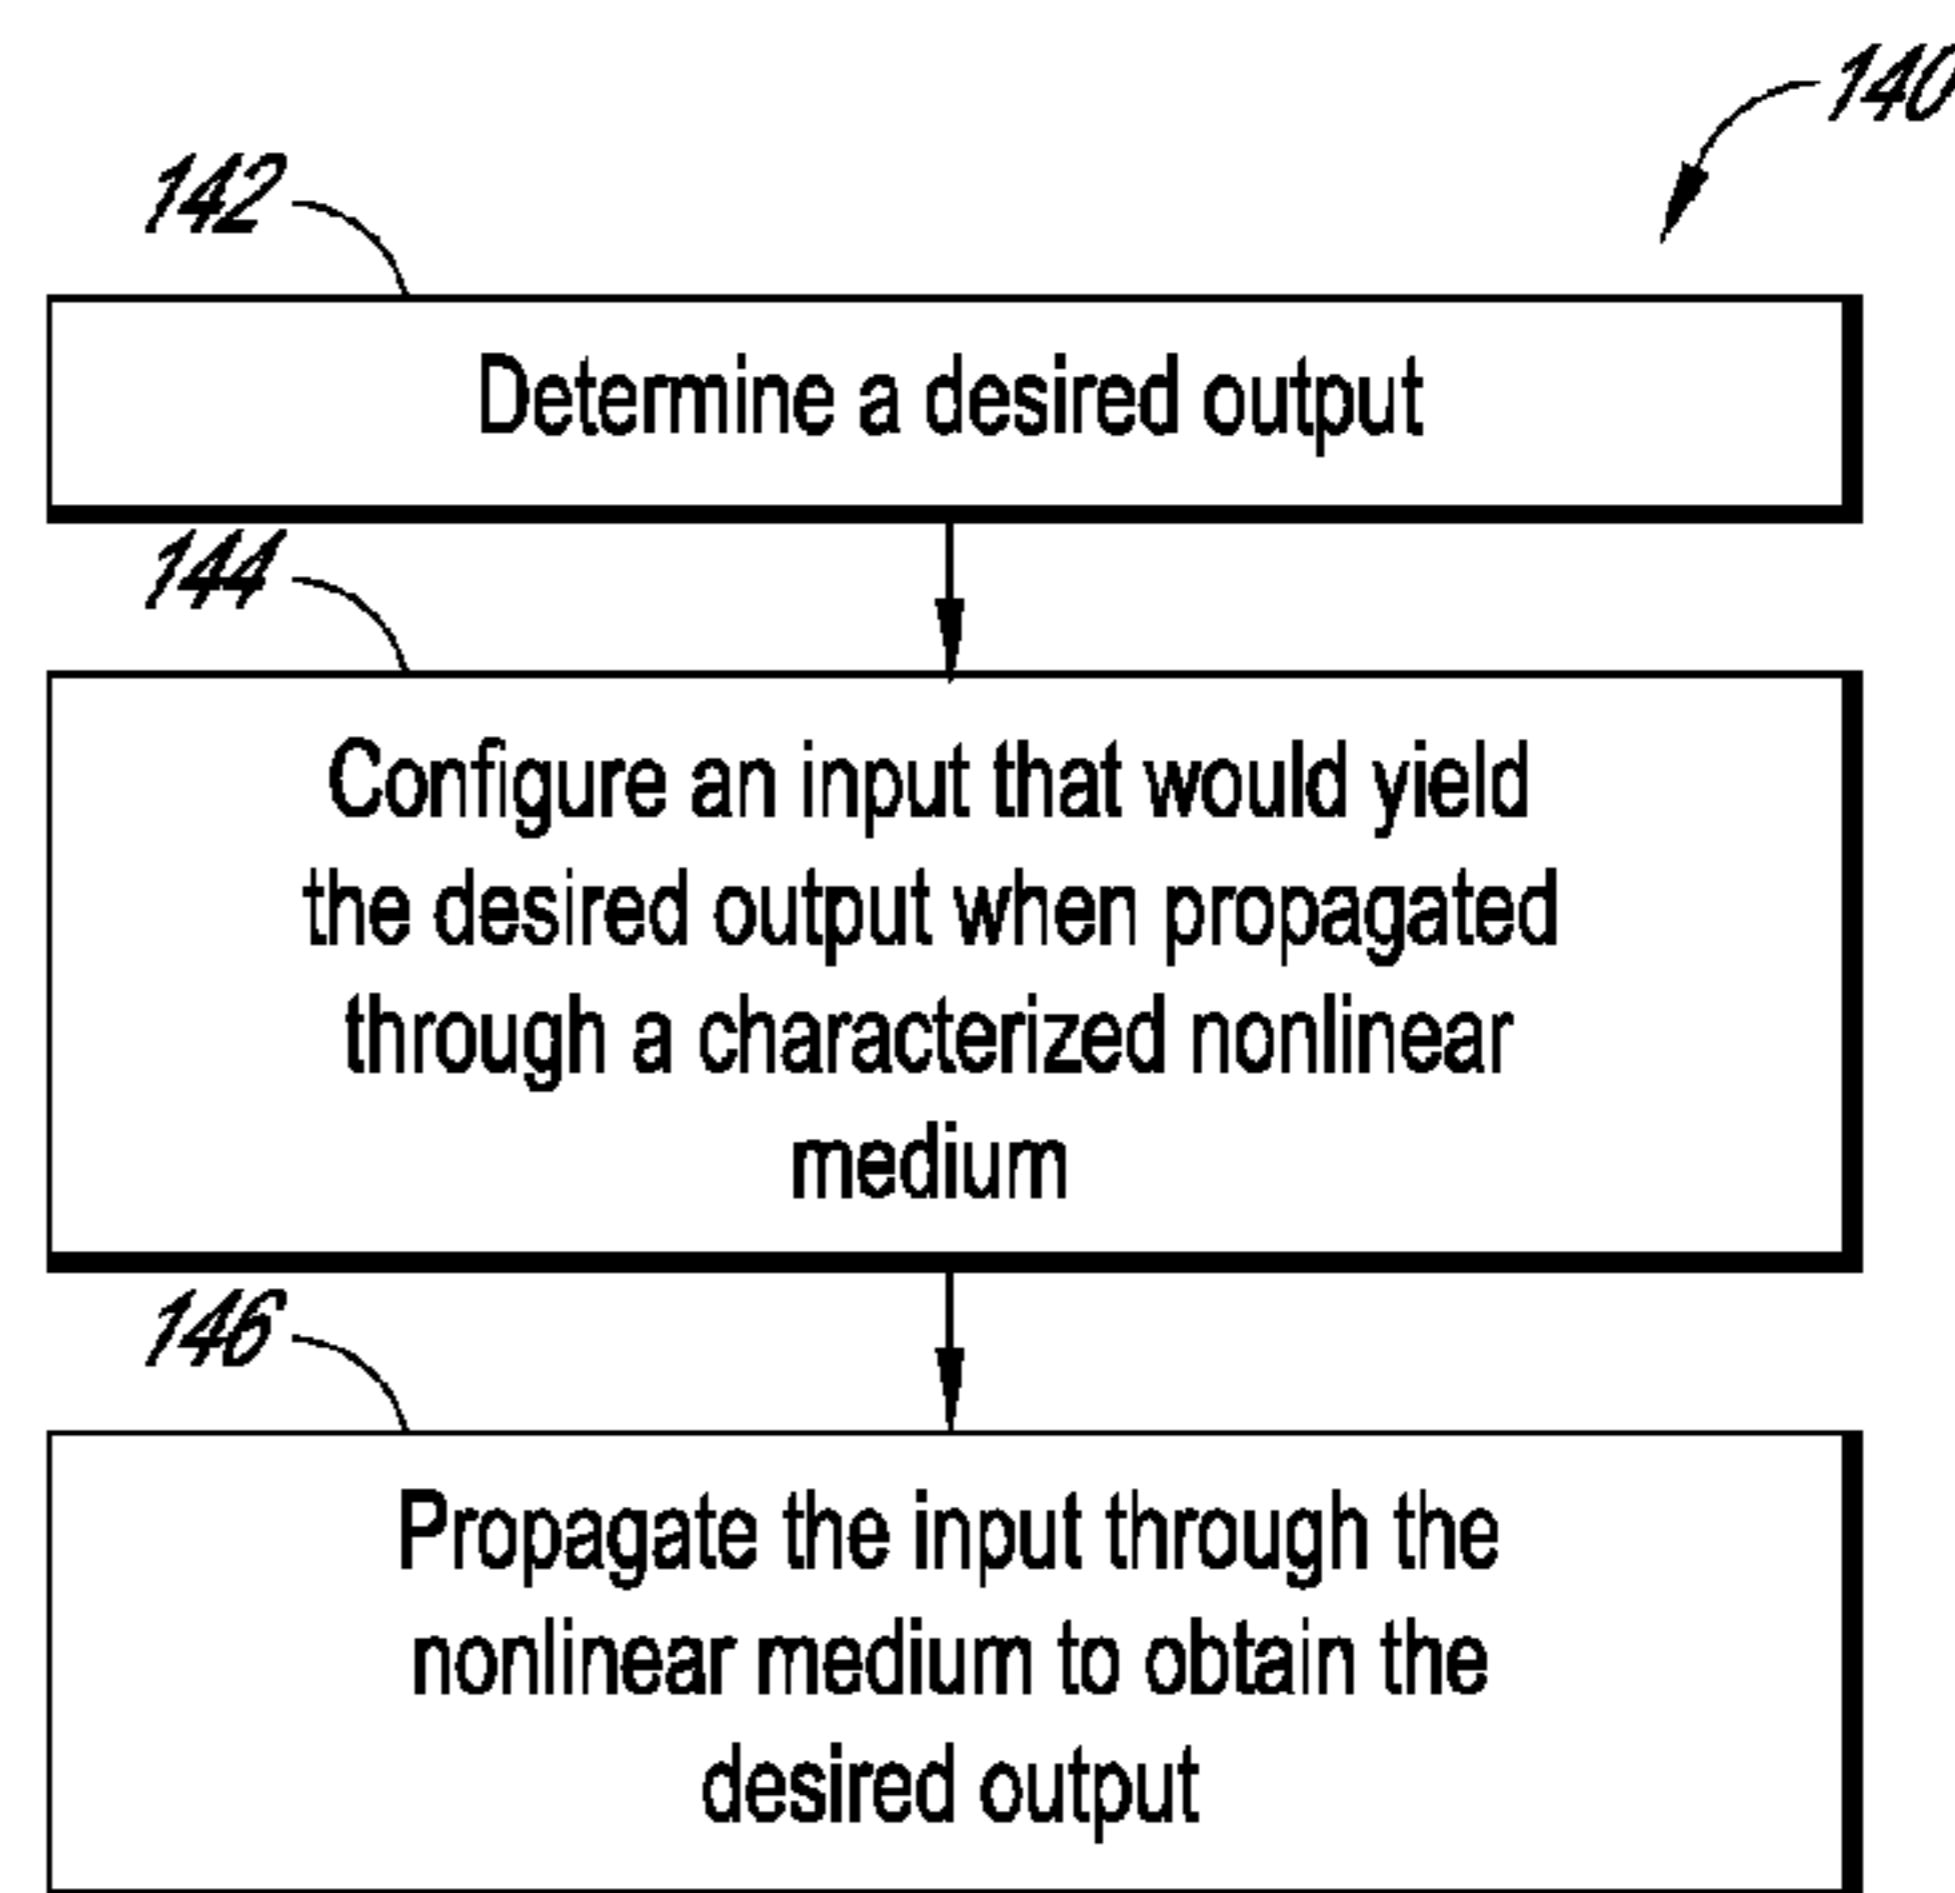 140
142
Determine a desired output
144
Configure an input that would yield
the desired output when propagated
through a characterized nonlinear
medium
146
Propagate the input through the
nonlinear medium to obtain the
desired output